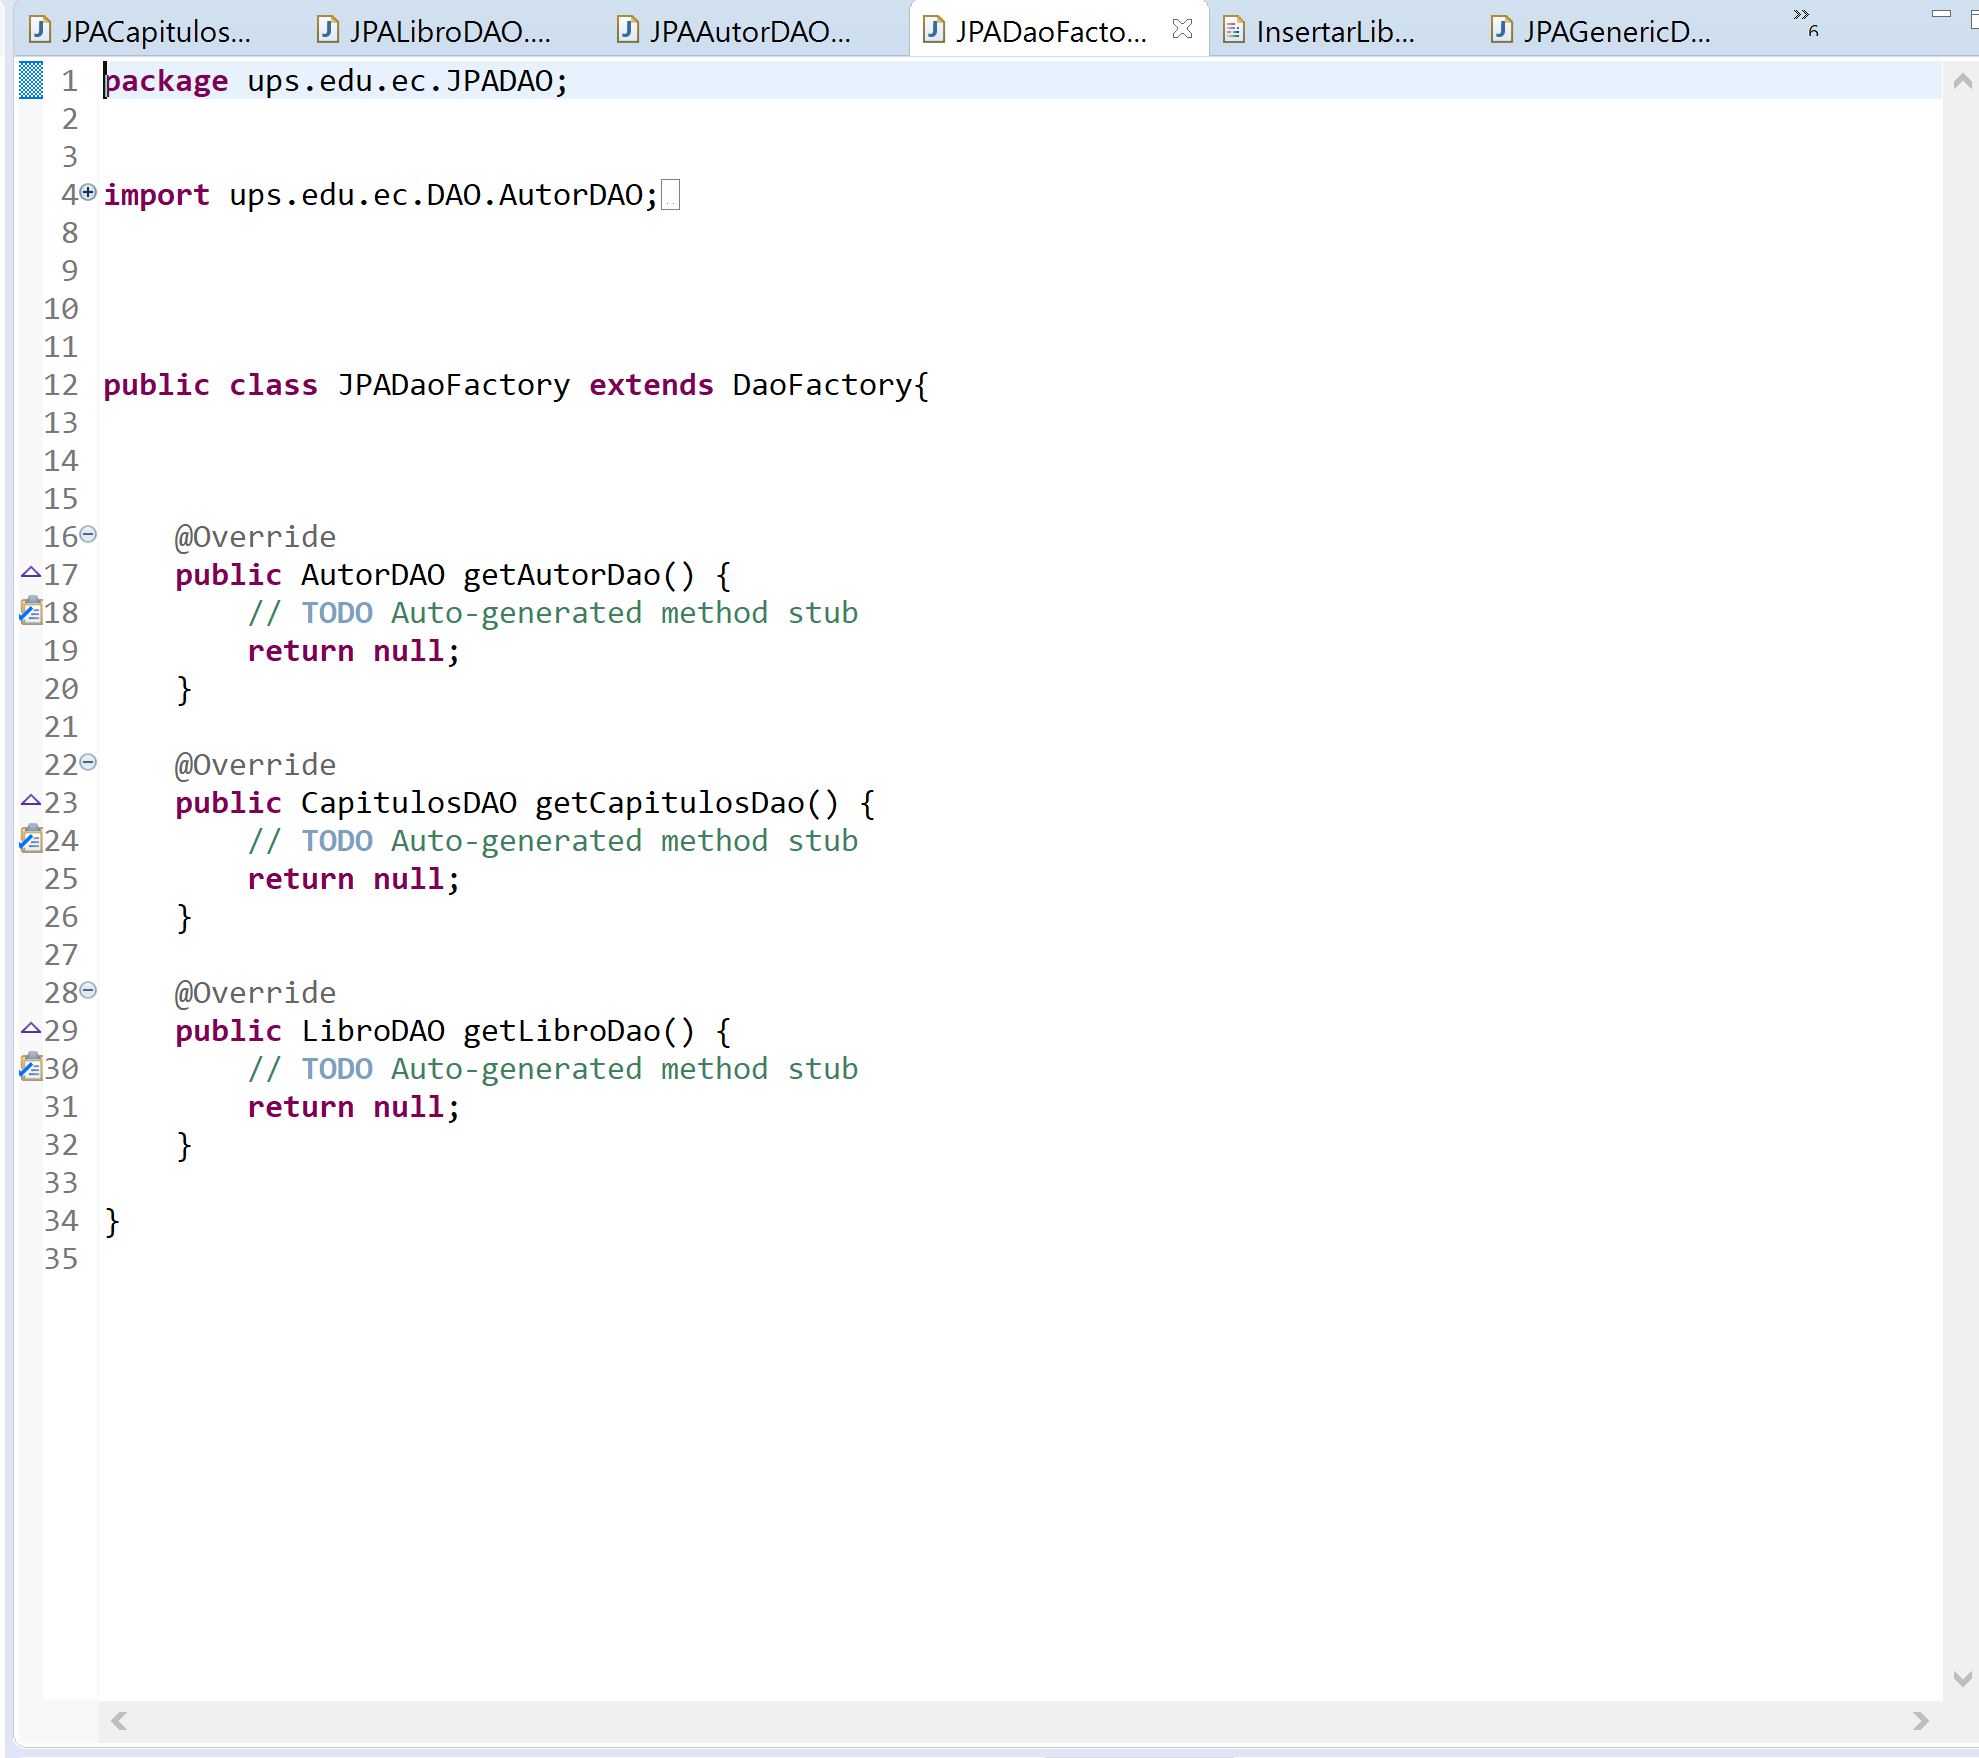 JPACapitulos... JPALibroDAO.... JPAAutorDAO... JPADaoFacto... InsertarLib... JPAGenericD... » 6
1 package ups.edu.ec.JPADAO;
2
3
4 import ups.edu.ec.DAO.AutorDAO;
8
9
10
11
12 public class JPADaoFactory extends DaoFactory{
13
14
15
16 @Override
17 public AutorDAO getAutorDao() {
18 // TODO Auto-generated method stub
19 return null;
20 }
21
22 @Override
23 public CapitulosDAO getCapitulosDao() {
24 // TODO Auto-generated method stub
25 return null;
26 }
27
28 @Override
29 public LibroDAO getLibroDao() {
30 // TODO Auto-generated method stub
31 return null;
32 }
33
34 }
35